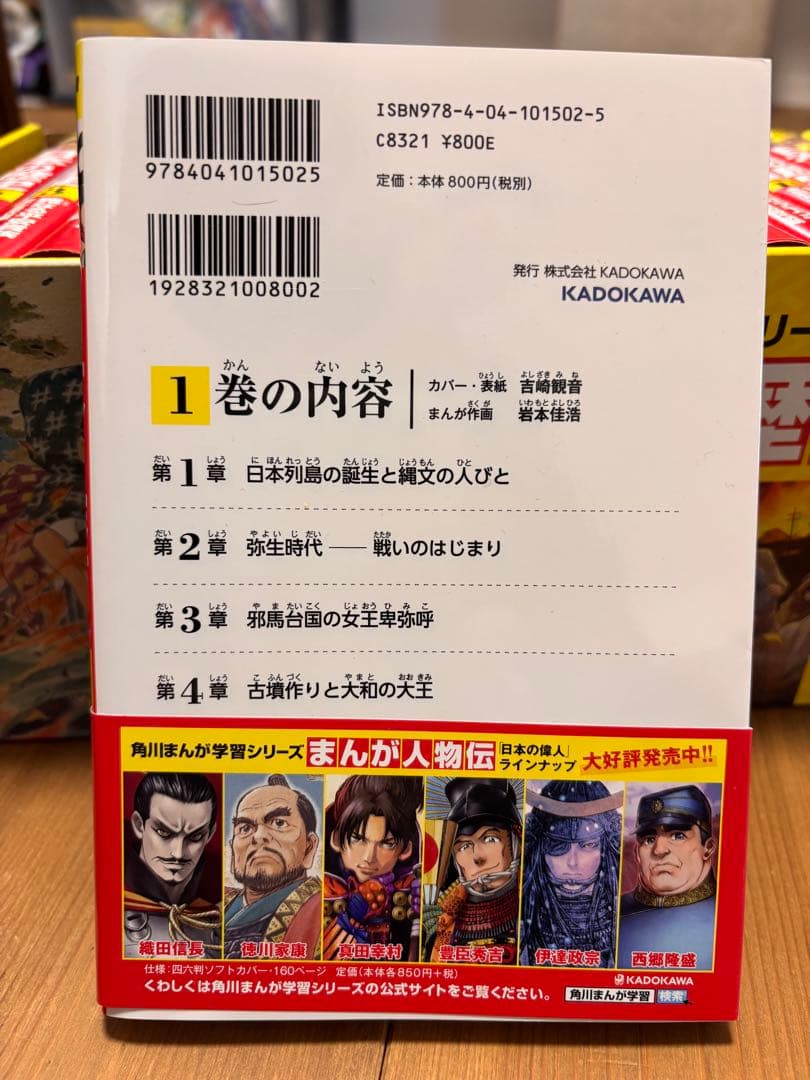 ISBN978-4-04-101502-5
C8321 ¥800E
9784041015025
定価：本体800円(税別)
1928321008002
発行 株式会社KADOKAWA
KADOKAWA
1巻の内容
カバー・表紙 吉崎観音
まんが作画 岩本佳浩
第1章 日本列島の誕生と縄文の人びと
第2章 弥生時代――戦いのはじまり
第3章 邪馬台国の女王卑弥呼
第4章 古墳作りと大和の大王
角川まんが学習シリーズ まんが人物伝 「日本の偉人」ラインナップ 大好評発売中!!
織田信長 徳川家康 真田幸村 豊臣秀吉 伊達政宗 西郷隆盛
仕様：四六判ソフトカバー・160ページ 定価(本体各850円+税)
KADOKAWA
くわしくは角川まんが学習シリーズの公式サイトをご覧ください。 角川まんが学習 検索